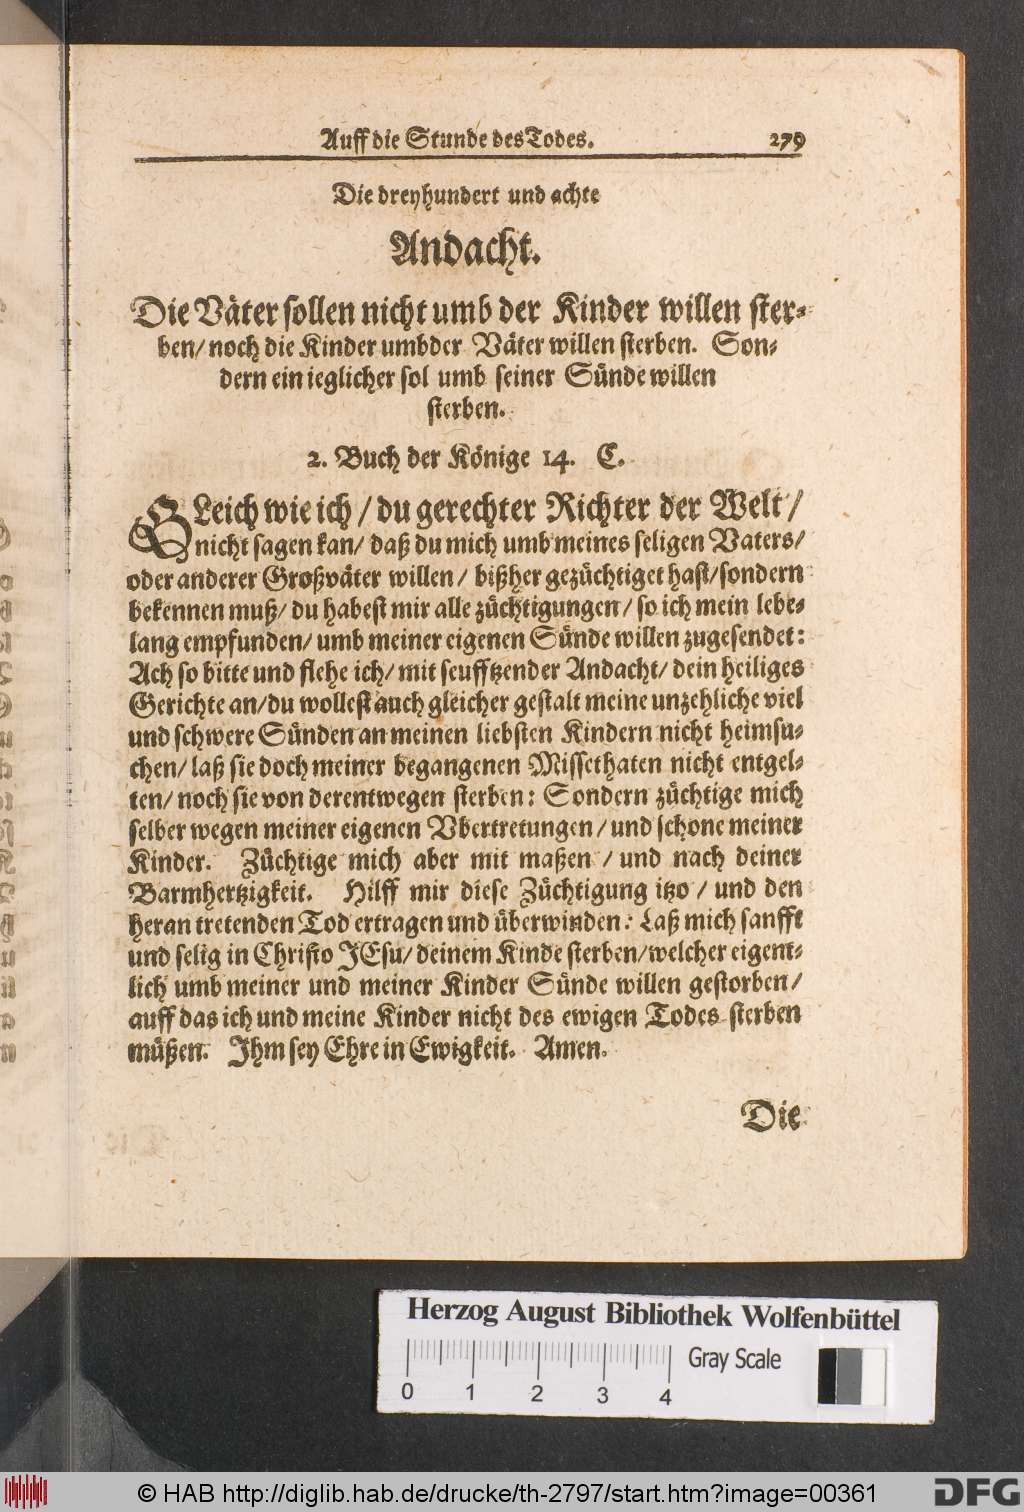 Auff die Stunde des Todes. 279
Die dreyhundert und achte
Andacht.
Die Väter sollen nicht umb der Kinder willen ster-
ben/ noch die Kinder umb der Väter willen sterben. Son-
dern ein ieglicher sol umb seiner Sünde willen
sterben.
2. Buch der Könige 14. C.
GLeich wie ich / du gerechter Richter der Welt /
nicht sagen kan/ daß du mich umb meines seligen Vaters/
oder anderer Großväter willen/ bißher gezüchtiget hast/sondern
bekennen muß/ du habest mir alle züchtigungen/ so ich mein lebe-
lang empfunden/ umb meiner eigenen Sünde willen zugesendet:
Ach so bitte und flehe ich/ mit seufftzender Andacht/ dein heiliges
Gerichte an/du wollest auch gleicher gestalt meine unzehliche viel
und schwere Sünden an meinen liebsten Kindern nicht heimsu-
chen/ laß sie doch meiner begangenen Missethaten nicht entgel-
ten/ noch sie von derentwegen sterben: Sondern züchtige mich
selber wegen meiner eigenen Vbertretungen/ und schone meiner
Kinder. Züchtige mich aber mit maßen / und nach deiner
Barmhertzigkeit. Hilff mir diese Züchtigung itzo / und den
heran tretenden Tod ertragen und überwinden: Laß mich sanfft
und selig in Christo JEsu/ deinem Kinde sterben/welcher eigent-
lich umb meiner und meiner Kinder Sünde willen gestorben/
auff das ich und meine Kinder nicht des ewigen Todes sterben
müßen. Ihm sey Ehre in Ewigkeit. Amen.
Die
Herzog August Bibliothek Wolfenbüttel
0 1 2 3 4 Gray Scale
© HAB http://diglib.hab.de/drucke/th-2797/start.htm?image=00361
DFG